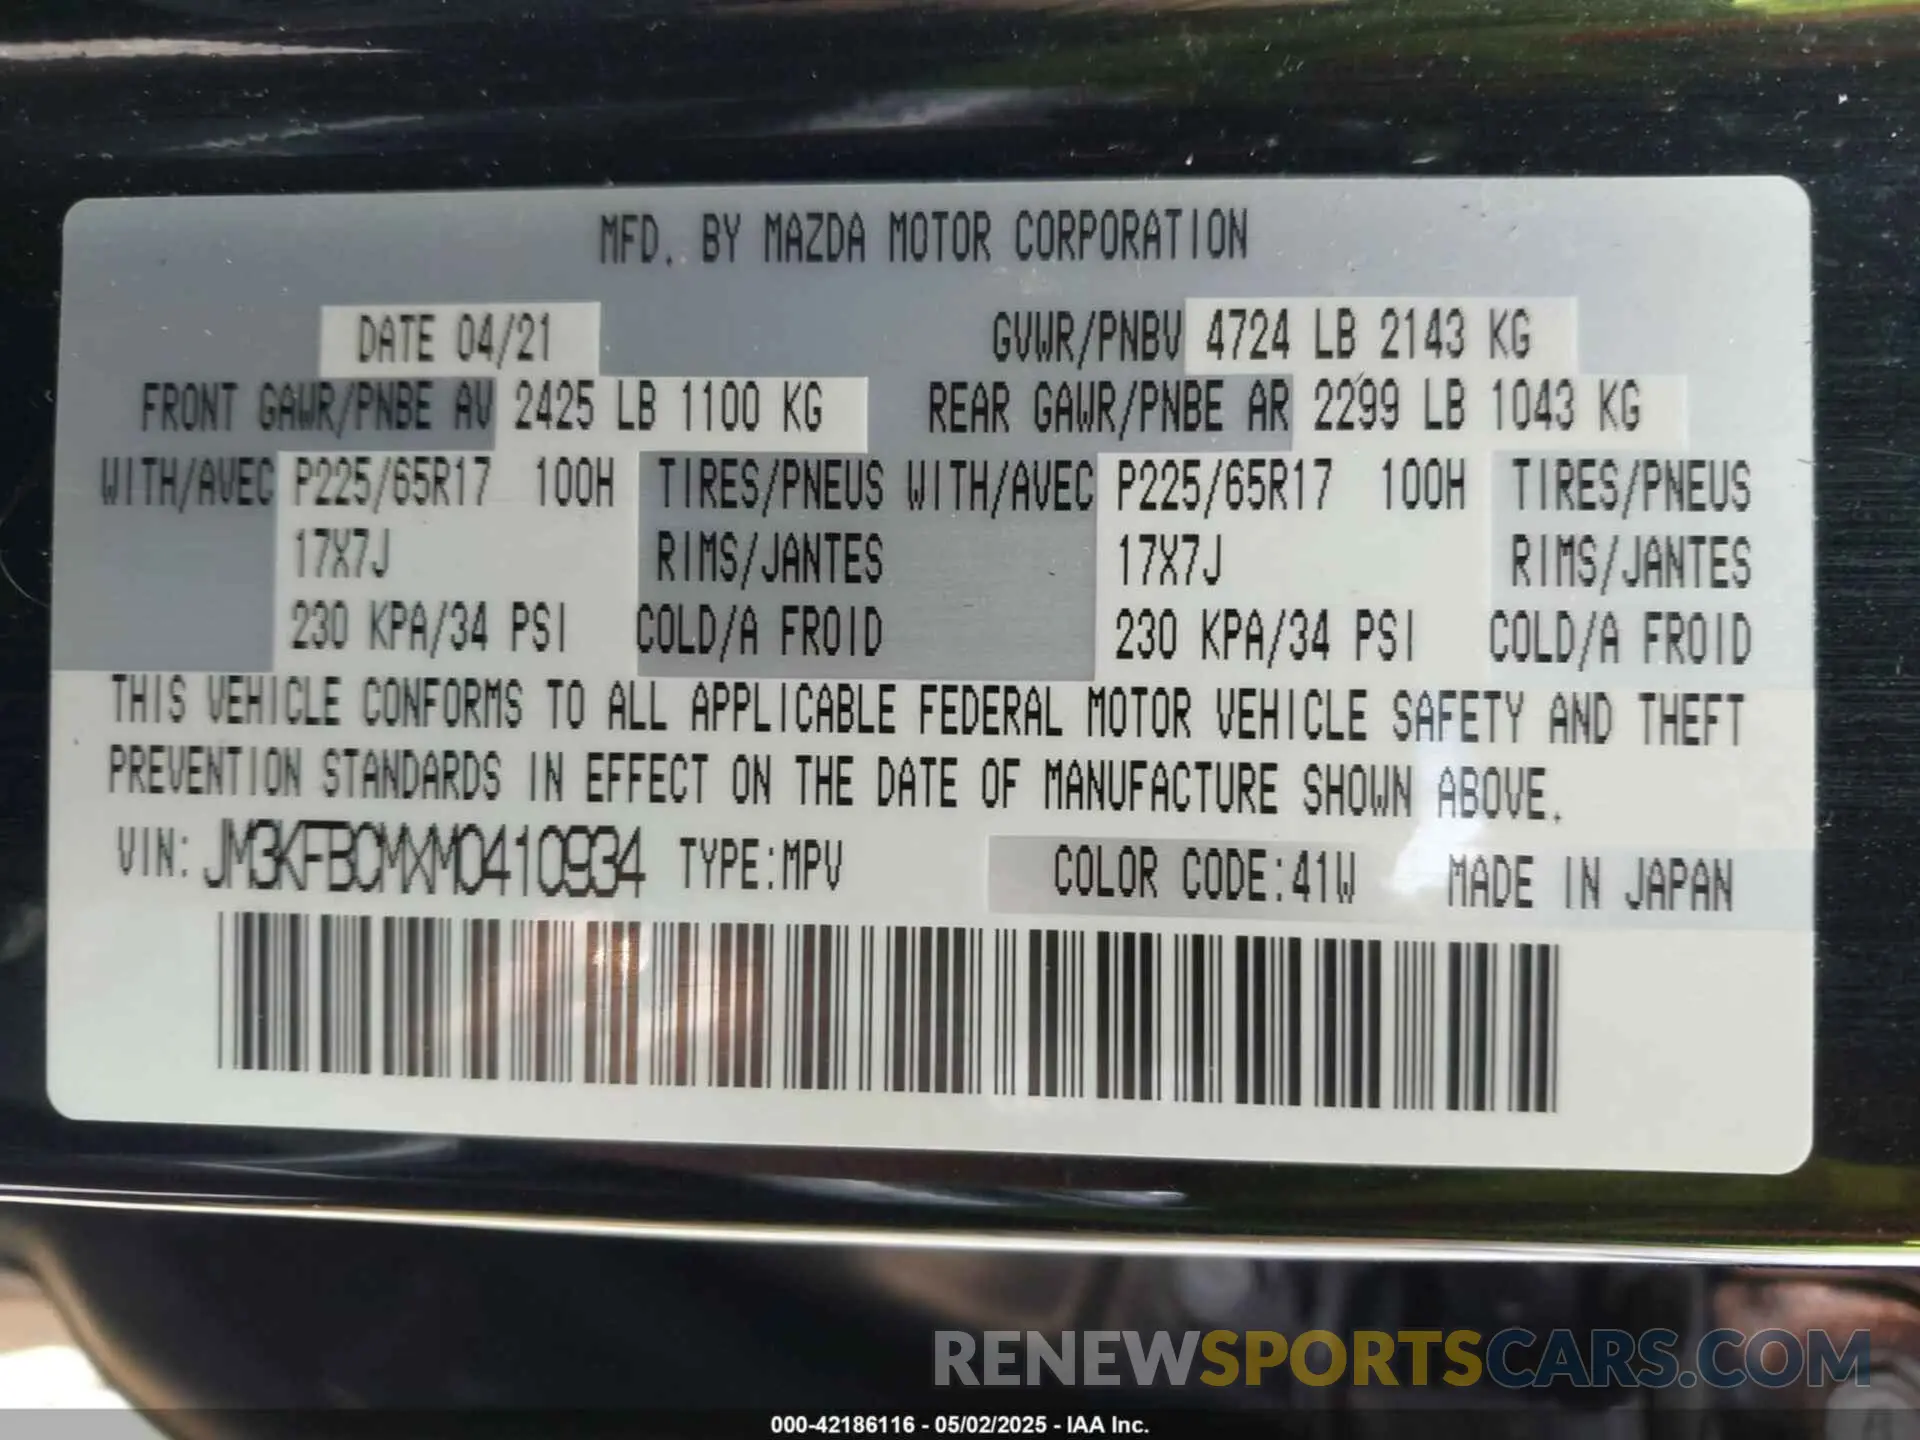 MFD. BY MAZDA MOTOR CORPORATION
DATE 04/21 GVWR/PNBV 4724 LB 2143 KG
FRONT GAWR/PNBE AV 2425 LB 1100 KG REAR GAWR/PNBE AR 2299 LB 1043 KG
WITH/AVEC P225/65R17 100H TIRES/PNEUS WITH/AVEC P225/65R17 100H TIRES/PNEUS
17X7J RIMS/JANTES 17X7J RIMS/JANTES
230 KPA/34 PSI COLD/A FROID 230 KPA/34 PSI COLD/A FROID
THIS VEHICLE CONFORMS TO ALL APPLICABLE FEDERAL MOTOR VEHICLE SAFETY AND THEFT
PREVENTION STANDARDS IN EFFECT ON THE DATE OF MANUFACTURE SHOWN ABOVE.
VIN: JM3KFBCMXM0410934 TYPE:MPV COLOR CODE:41W MADE IN JAPAN
RENEWSPORTSCARS.COM
000-42186116 - 05/02/2025 - IAA Inc.